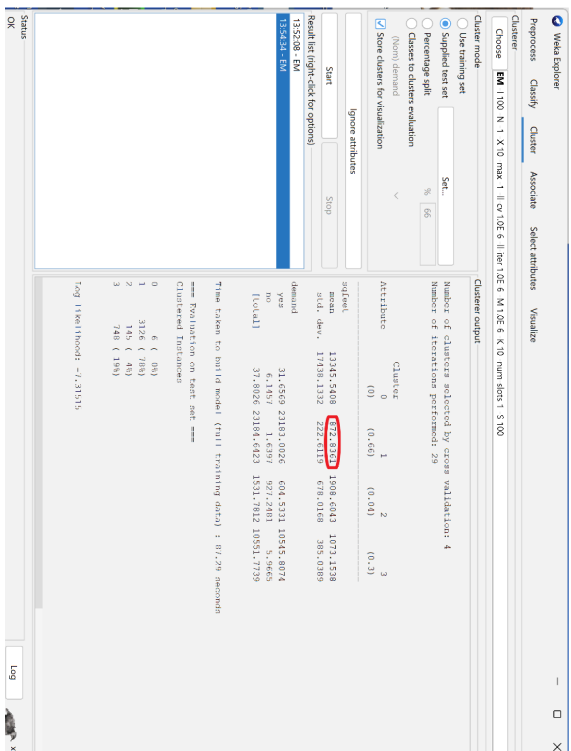 Weka Explorer
Preprocess Classify Cluster Associate Select attributes Visualize
Clusterer
Choose EM I 100 N 1 X 10 max 1 ll cv 1.0E 6 ll iter 1.0E 6 M 1.0E 6 K 10 num slots 1 S 100
Cluster mode
Use training set
Supplied test set Set...
Percentage split % 66
Classes to clusters evaluation
(Nom) demand
Store clusters for visualization
Ignore attributes
Start Stop
Result list (right-click for options)
13:52:08 - EM
13:54:34 - EM
Clusterer output
Number of clusters selected by cross validation: 4
Number of iterations performed: 29
Cluster
Attribute 0 1 2 3
(0) (0.66) (0.04) (0.3)
sqfeet
mean 13345.5408 872.8361 1908.6043 1073.1538
std. dev. 17438.1332 222.6119 678.0168 385.0389
demand
yes 31.6569 23183.0026 604.5331 10545.8074
no 6.1457 1.6397 927.2481 5.9665
[total] 37.8026 23184.6423 1531.7812 10551.7739
Time taken to build model (full training data) : 87.29 seconds
=== Evaluation on test set ===
Clustered Instances
0 6 ( 0%)
1 3126 ( 78%)
2 145 ( 4%)
3 748 ( 19%)
Log likelihood: -7.31515
Status
OK
Log
x